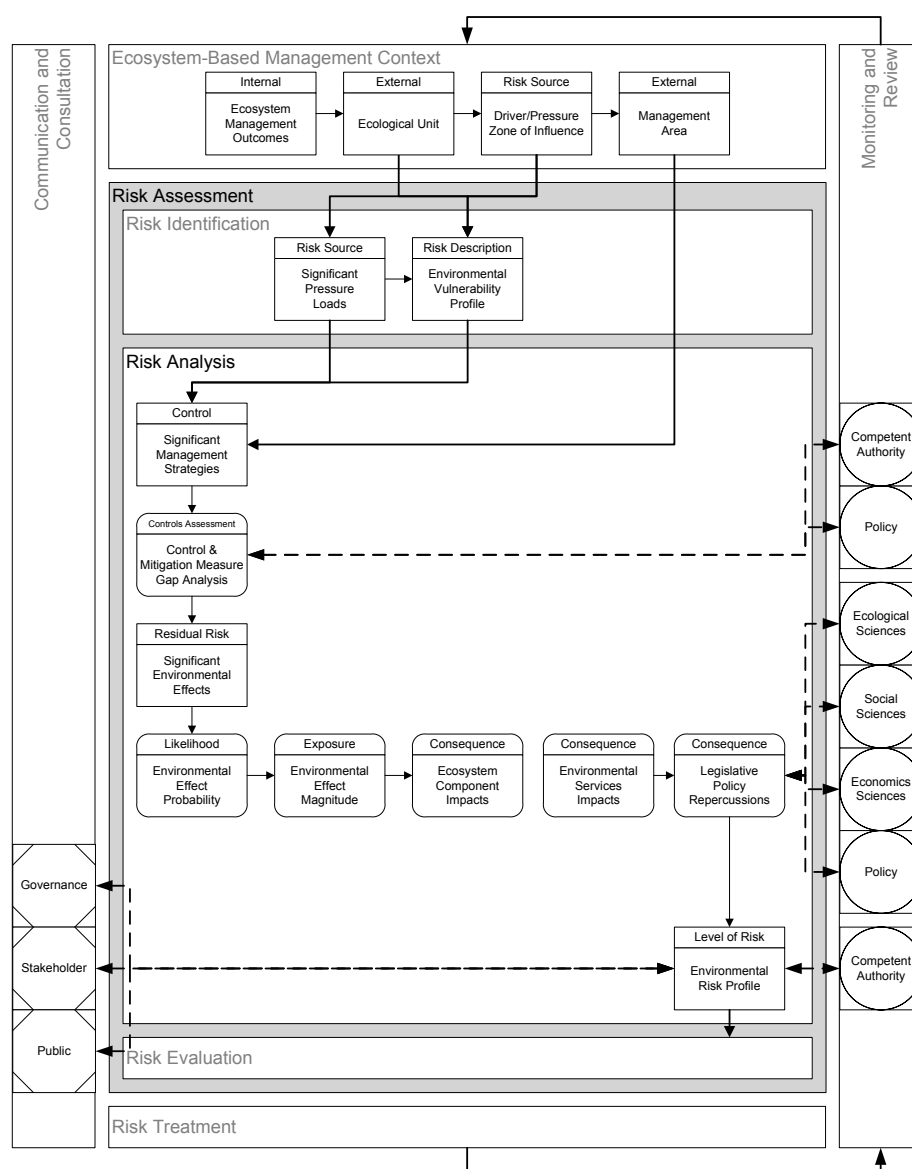 Communication and
Consultation
Ecosystem-Based Management Context
Internal
Ecosystem
Management
Outcomes
External
Ecological Unit
Risk Source
Driver/Pressure
Zone of Influence
External
Management
Area
Monitoring and
Review
Risk Assessment
Risk Identification
Risk Source
Significant
Pressure
Loads
Risk Description
Environmental
Vulnerability
Profile
Risk Analysis
Control
Significant
Management
Strategies
Controls Assessment
Control &
Mitigation Measure
Gap Analysis
Residual Risk
Significant
Environmental
Effects
Likelihood
Environmental
Effect
Probability
Exposure
Environmental
Effect
Magnitude
Consequence
Ecosystem
Component
Impacts
Consequence
Environmental
Services
Impacts
Consequence
Legislative
Policy
Repercussions
Level of Risk
Environmental
Risk Profile
Competent
Authority
Policy
Ecological
Sciences
Social
Sciences
Economics
Sciences
Policy
Competent
Authority
Governance
Stakeholder
Public
Risk Evaluation
Risk Treatment